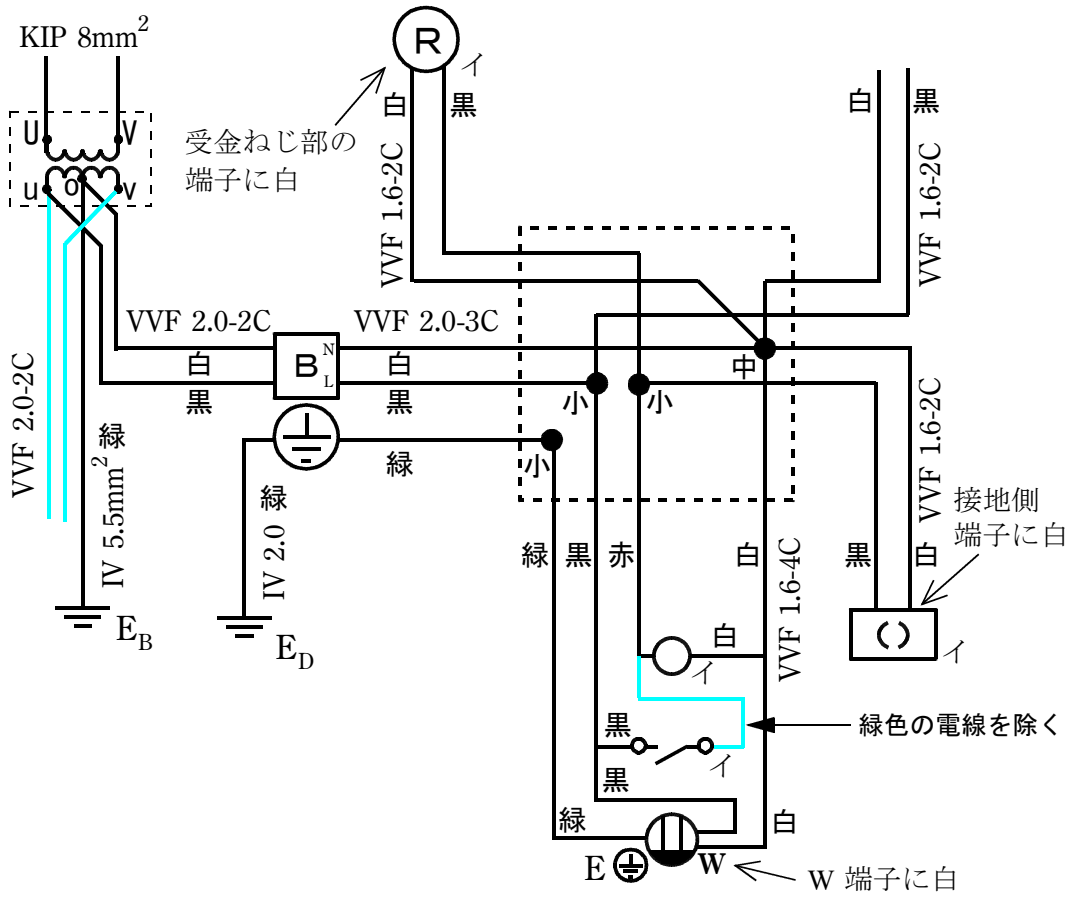 KIP 8mm²
R
イ
白
黒
白
黒
受金ねじ部の
端子に白
U
V
u
o
v
VVF 1.6-2C
VVF 1.6-2C
VVF 2.0-2C
VVF 2.0-3C
白
黒
B
N
L
白
黒
中
小
小
小
VVF 2.0-2C
緑
IV 5.5mm²
緑
IV 2.0
緑
VVF 1.6-2C
接地側
端子に白
緑
黒
赤
白
VVF 1.6-4C
黒
白
E_B
E_D
白
イ
イ
黒
イ
緑色の電線を除く
黒
緑
白
E
W
W 端子に白